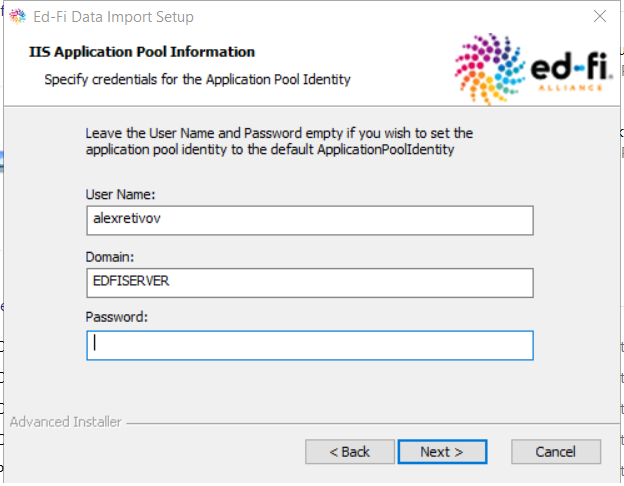 Ed-Fi Data Import Setup
IIS Application Pool Information
Specify credentials for the Application Pool Identity
ed-fi.
ALLIANCE
Leave the User Name and Password empty if you wish to set the
application pool identity to the default ApplicationPoolIdentity
User Name:
alexretivov
Domain:
EDFISERVER
Password:
Advanced Installer
< Back
Next >
Cancel